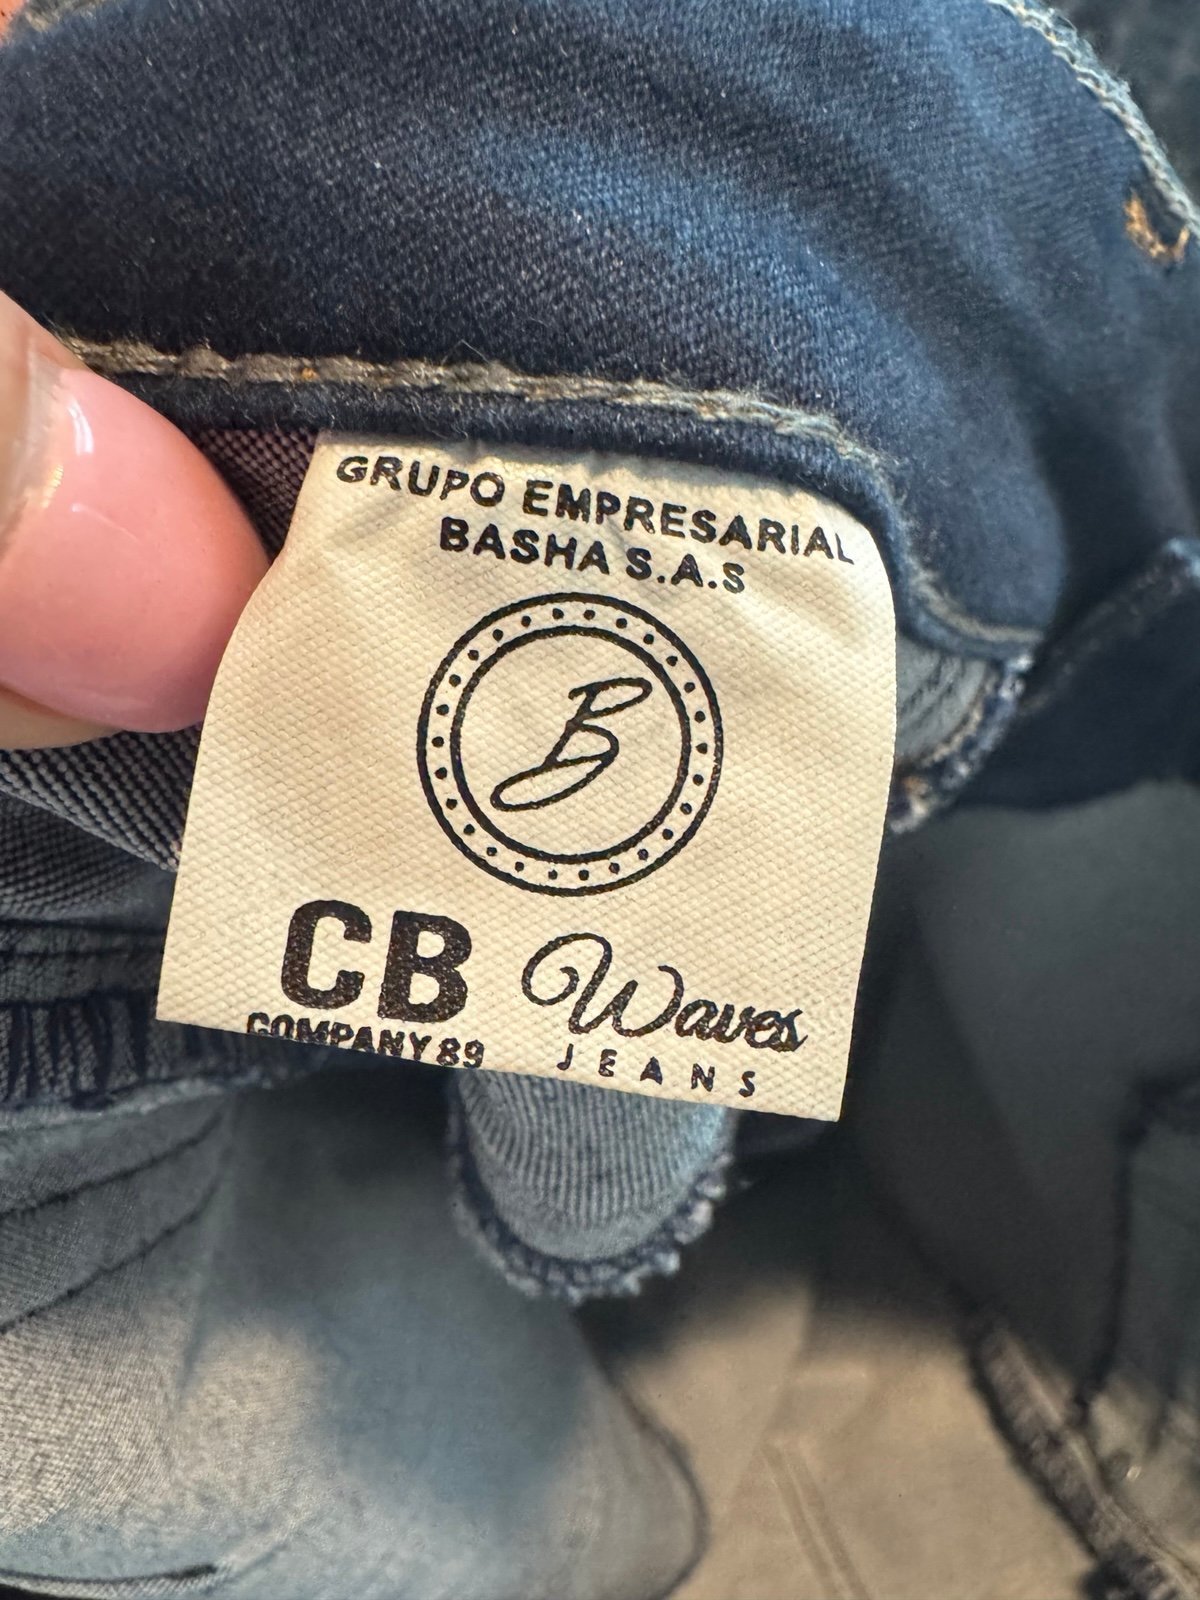 GRUPO EMPRESARIAL
BASHA S.A.S
B
CB Waves
COMPANY 89 JEANS